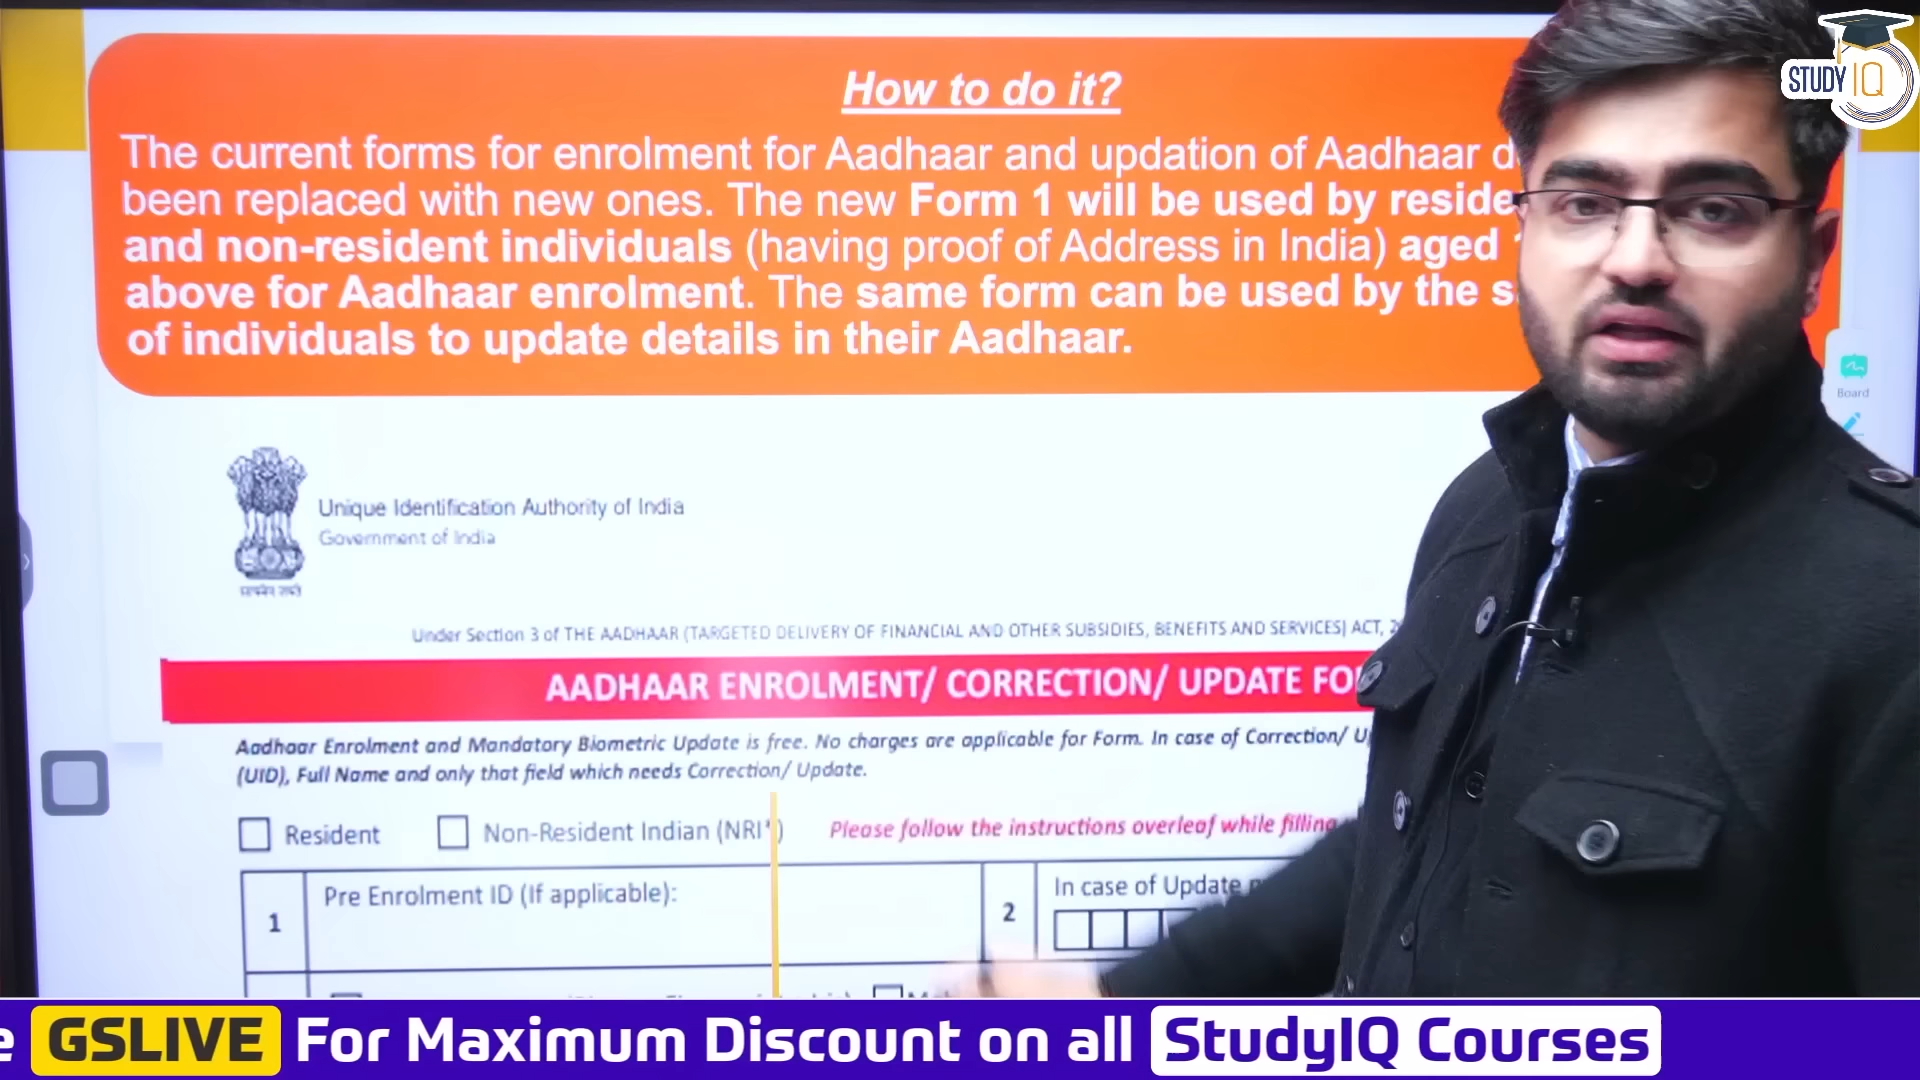 STUDY IQ
How to do it?
The current forms for enrolment for Aadhaar and updation of Aadhaar
been replaced with new ones. The new Form 1 will be used by
and non-resident individuals (having proof of Address in India) aged
above for Aadhaar enrolment. The same form can be used by the
of individuals to update details in their Aadhaar.
Board
Unique Identification Authority of India
Government of India
Under Section 3 of THE AADHAAR (TARGETED DELIVERY OF FINANCIAL AND OTHER SUBSIDIES, BENEFITS AND SERVICES) ACT,
AADHAAR ENROLMENT/ CORRECTION/ UPDATE
Aadhaar Enrolment and Mandatory Biometric Update is free. No charges are applicable for Form. In case of Correction/
(UID), Full Name and only that field which needs Correction/ Update.
Resident Non-Resident Indian (NRI*) Please follow the instructions overleaf while filling
1 Pre Enrolment ID (If applicable): 2 In case of Update
GSLIVE For Maximum Discount on all StudyIQ Courses